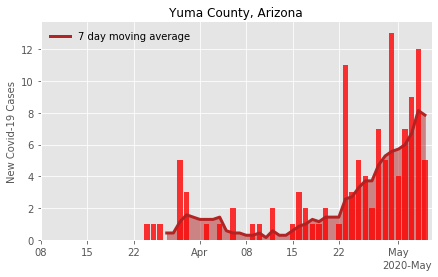 Yuma County, Arizona
7 day moving average
New Covid-19 Cases
12
10
8
6
4
2
0
08 15 22 Apr 08 15 22 May
2020-May